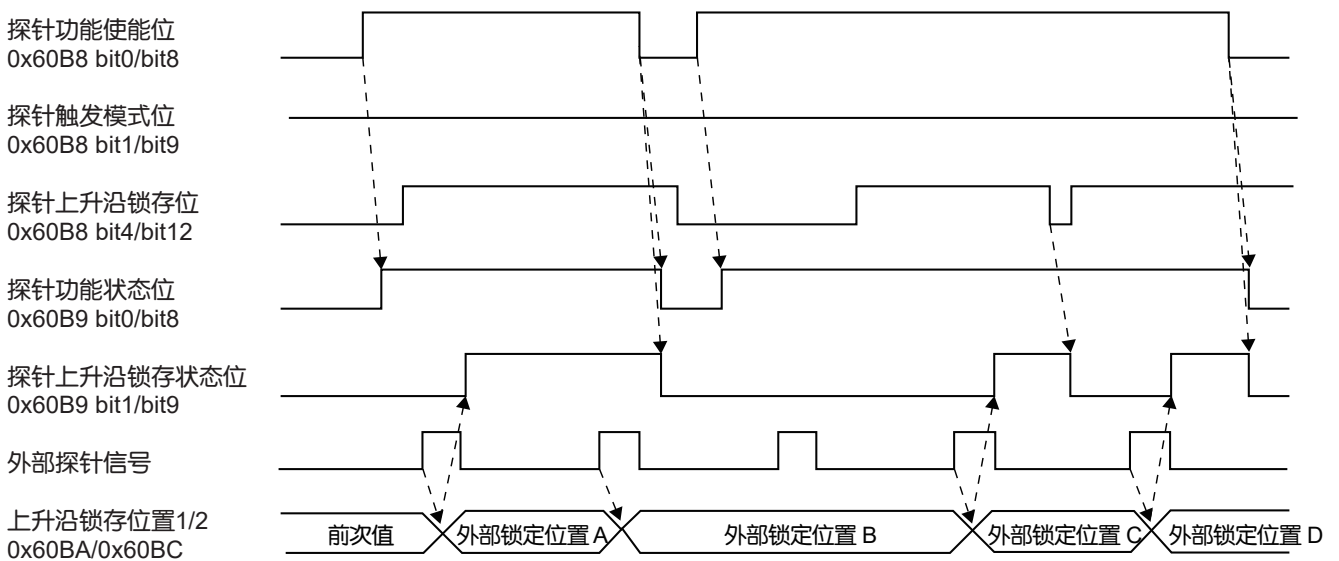 探针功能使能位
0x60B8 bit0/bit8
探针触发模式位
0x60B8 bit1/bit9
探针上升沿锁存位
0x60B8 bit4/bit12
探针功能状态位
0x60B9 bit0/bit8
探针上升沿锁存状态位
0x60B9 bit1/bit9
外部探针信号
上升沿锁存位置1/2
0x60BA/0x60BC
前次值
外部锁定位置 A
外部锁定位置 B
外部锁定位置 C
外部锁定位置 D